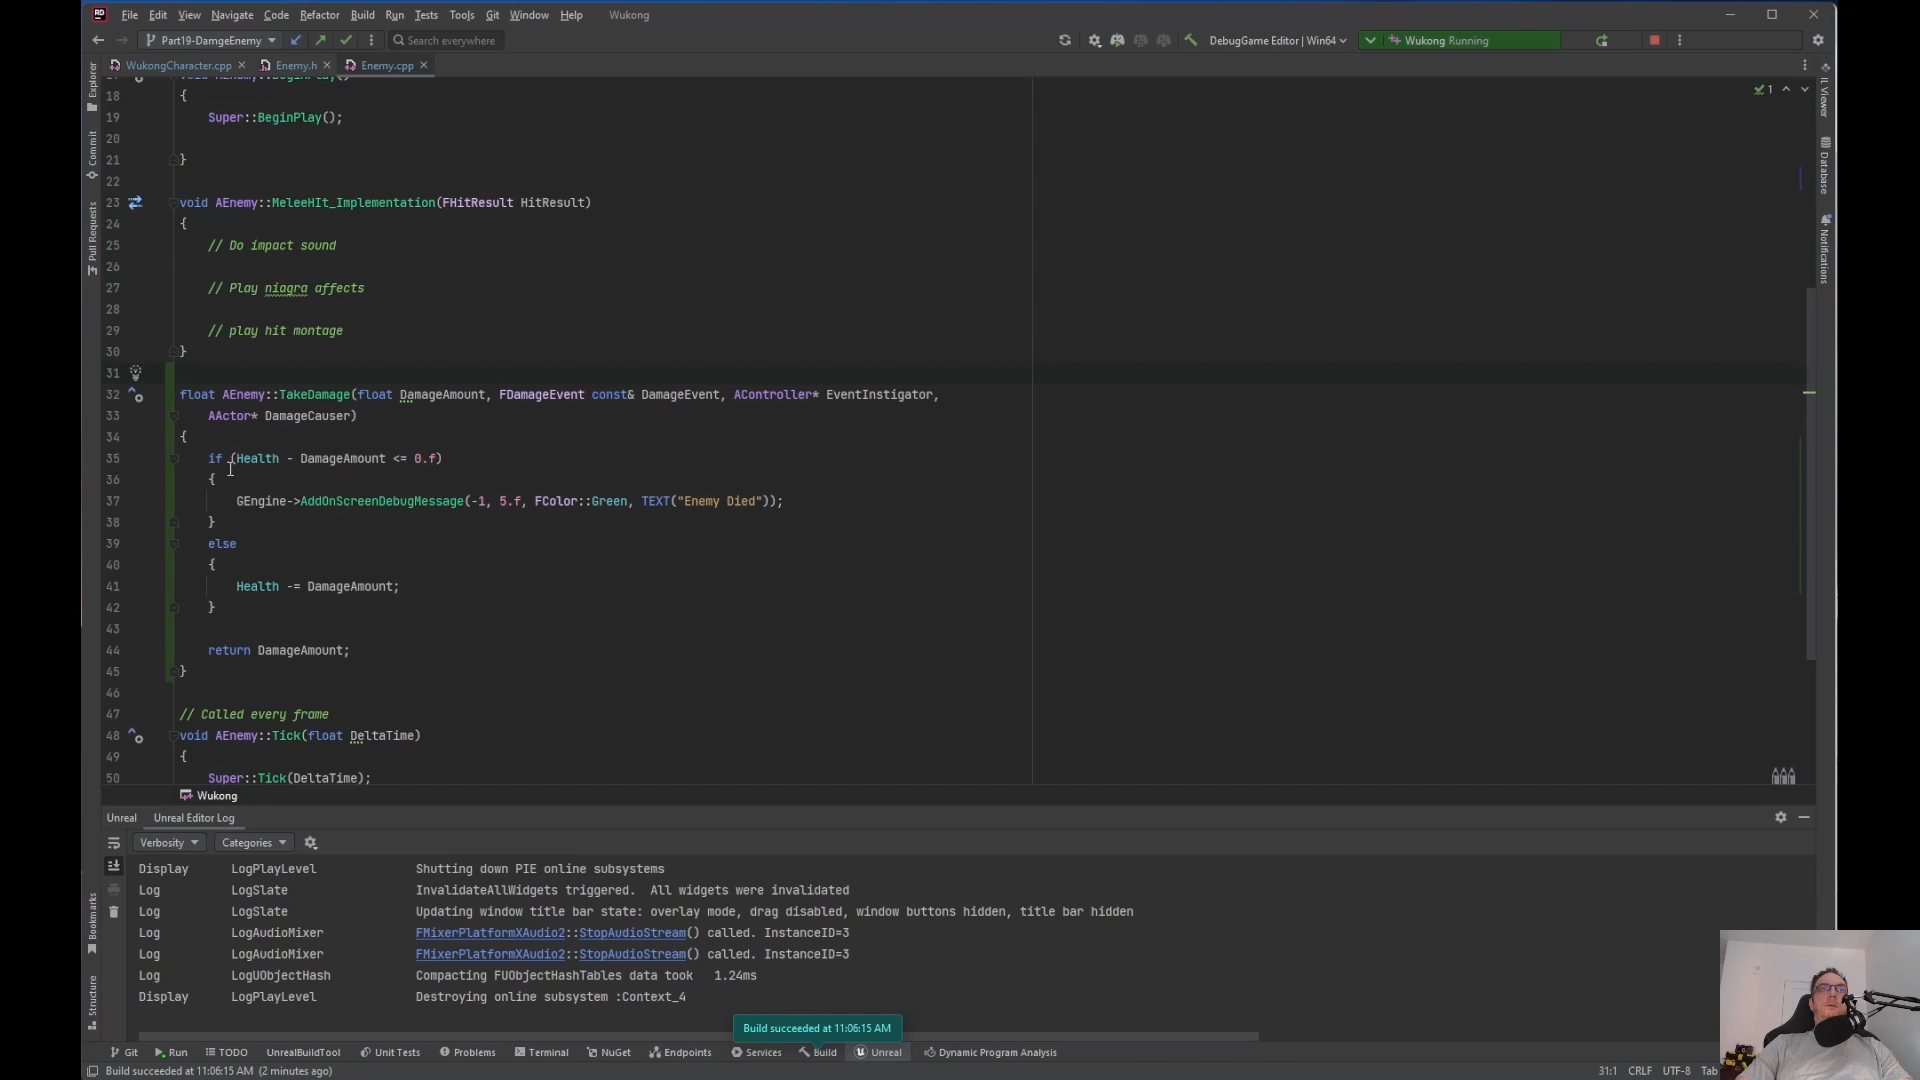 File Edit View Navigate Code Refactor Build Run Tests Tools Git Window Help Wukong
Part19-DamgeEnemy Search everywhere DebugGame Editor | Win64 Wukong Running
WukongCharacter.cpp Enemy.h Enemy.cpp
18 {
19 Super::BeginPlay();
20
21 }
22
23 void AEnemy::MeleeHIt_Implementation(FHitResult HitResult)
24 {
25 // Do impact sound
26
27 // Play niagra affects
28
29 // play hit montage
30 }
31
32 float AEnemy::TakeDamage(float DamageAmount, FDamageEvent const& DamageEvent, AController* EventInstigator,
33 AActor* DamageCauser)
34 {
35 if (Health - DamageAmount <= 0.f)
36 {
37 GEngine->AddOnScreenDebugMessage(-1, 5.f, FColor::Green, TEXT("Enemy Died"));
38 }
39 else
40 {
41 Health -= DamageAmount;
42 }
43
44 return DamageAmount;
45 }
46
47 // Called every frame
48 void AEnemy::Tick(float DeltaTime)
49 {
50 Super::Tick(DeltaTime);
1
Explorer
Commit
Pull Requests
Bookmarks
Structure
IL Viewer
Database
Notifications
Wukong
Unreal Unreal Editor Log
Verbosity Categories
Display LogPlayLevel Shutting down PIE online subsystems
Log LogSlate InvalidateAllWidgets triggered. All widgets were invalidated
Log LogSlate Updating window title bar state: overlay mode, drag disabled, window buttons hidden, title bar hidden
Log LogAudioMixer FMixerPlatformXAudio2::StopAudioStream() called. InstanceID=3
Log LogAudioMixer FMixerPlatformXAudio2::StopAudioStream() called. InstanceID=3
Log LogUObjectHash Compacting FUObjectHashTables data took 1.24ms
Display LogPlayLevel Destroying online subsystem :Context_4
Build succeeded at 11:06:15 AM
Git Run TODO UnrealBuildTool Unit Tests Problems Terminal NuGet Endpoints Services Build Unreal Dynamic Program Analysis
Build succeeded at 11:06:15 AM (2 minutes ago) 31:1 CRLF UTF-8 Tab